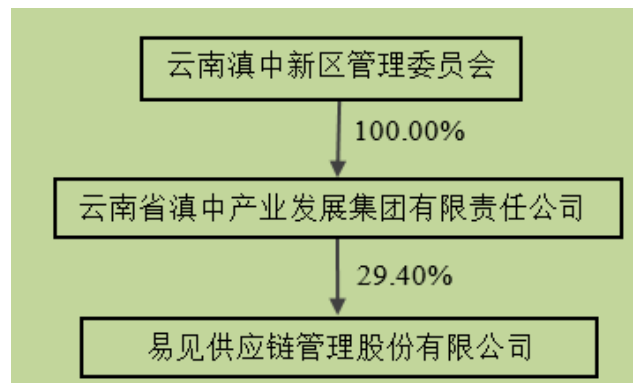 云南滇中新区管理委员会
100.00%
云南省滇中产业发展集团有限责任公司
29.40%
易见供应链管理股份有限公司